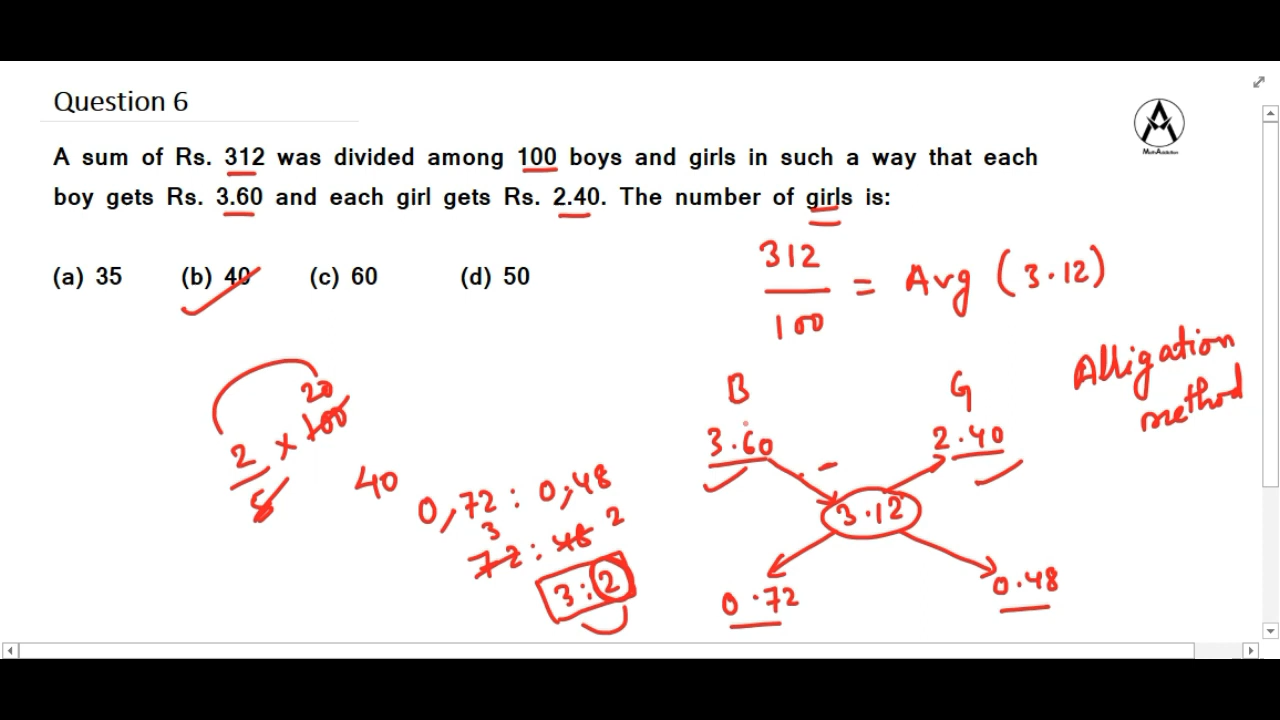 Question 6
A sum of Rs. 312 was divided among 100 boys and girls in such a way that each
boy gets Rs. 3.60 and each girl gets Rs. 2.40. The number of girls is:
(a) 35 (b) 40 (c) 60 (d) 50
312
100
= Avg (3.12)
Alligation
method
B G
3.60 2.40
-
3.12
0.72 0.48
20
2 × 100
5
40
0,72 : 0,48
3 2
72 : 48
3 : 2